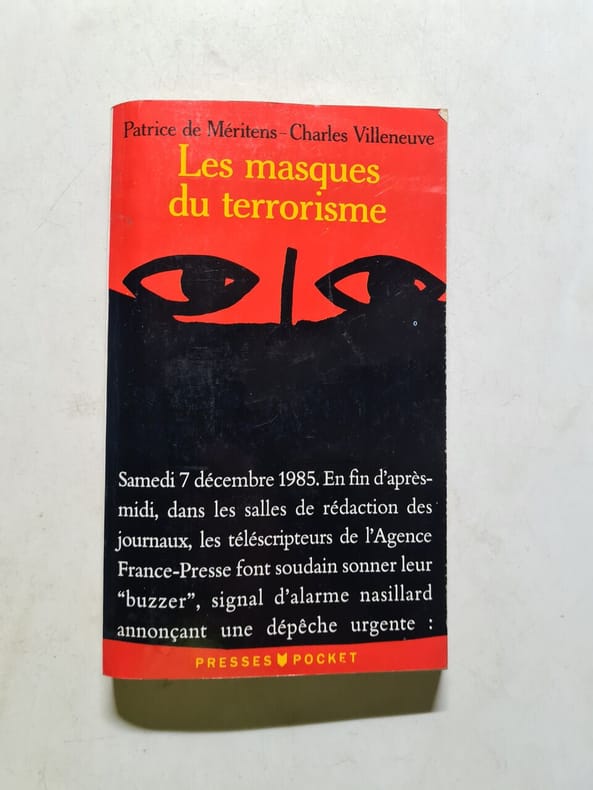 Patrice de Méritens – Charles Villeneuve
Les masques
du terrorisme
Samedi 7 décembre 1985. En fin d'après-
midi, dans les salles de rédaction des
journaux, les téléscripteurs de l'Agence
France-Presse font soudain sonner leur
"buzzer", signal d'alarme nasillard
annonçant une dépêche urgente :
PRESSES POCKET